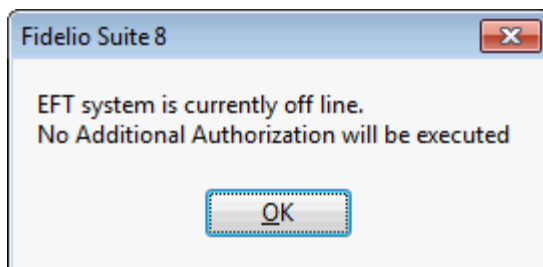 Fidelio Suite 8
EFT system is currently off line.
No Additional Authorization will be executed
OK